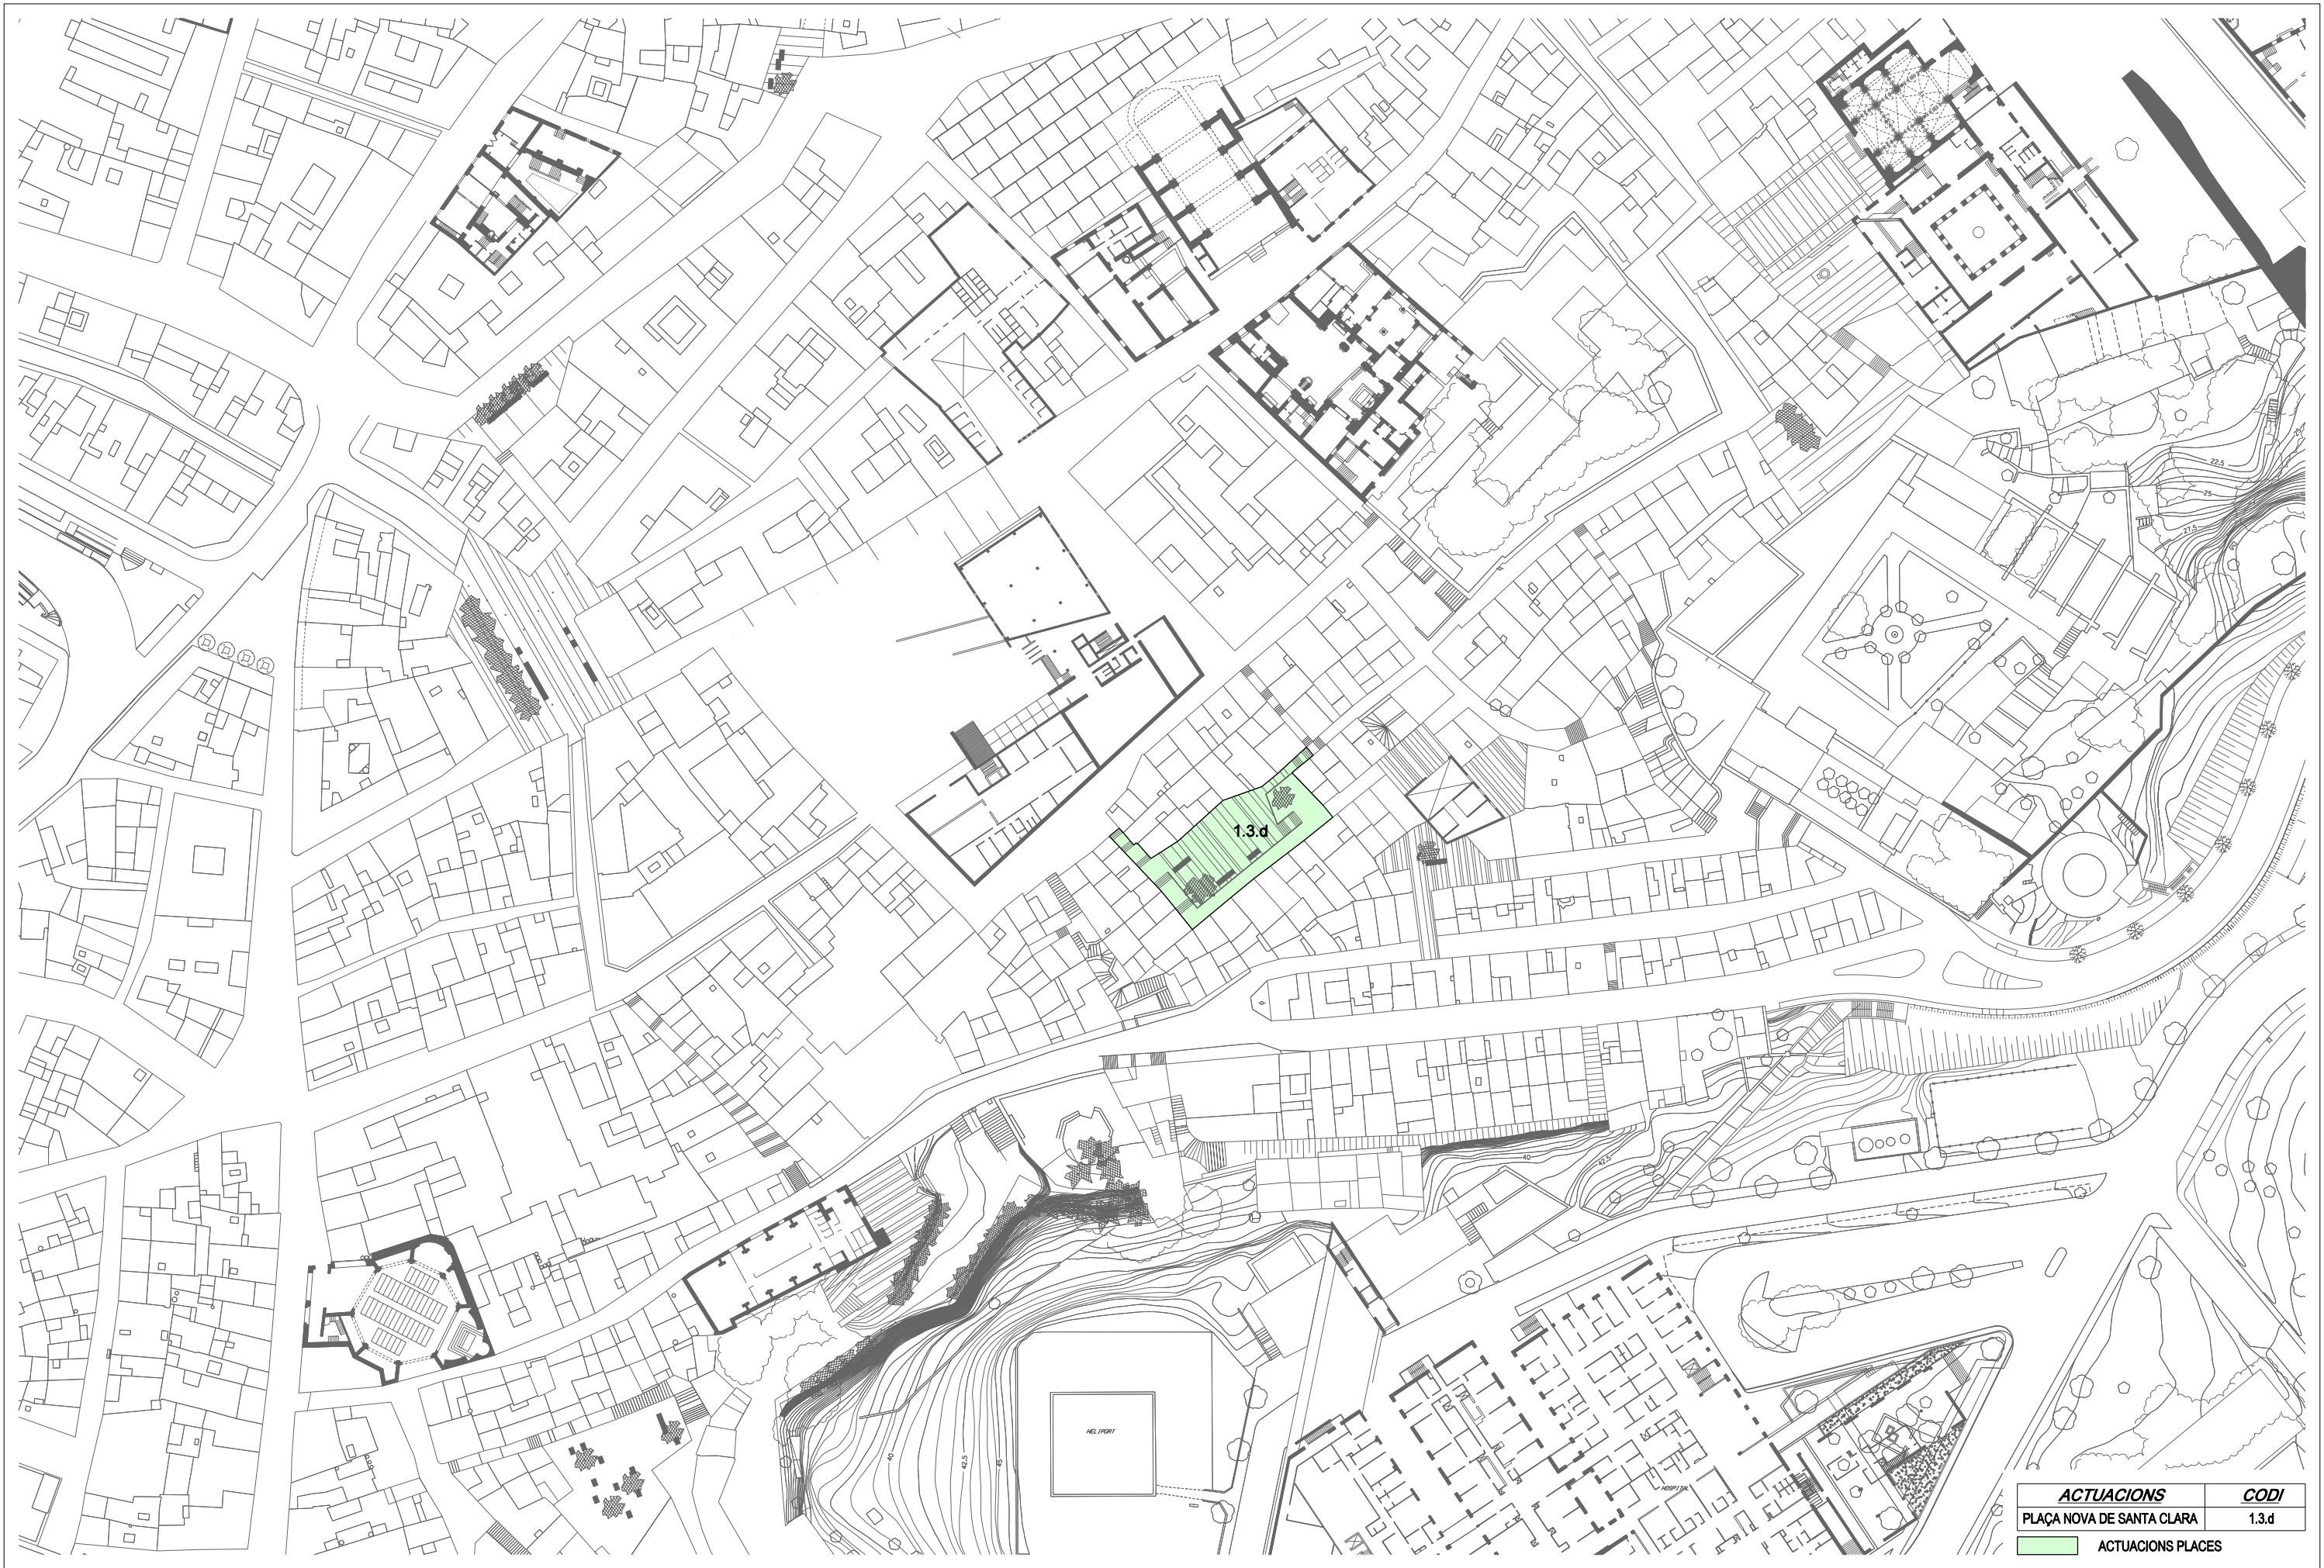 22,5
25
27,5
1.3.d
40
42,5
HELIPORT
40
42,5
45
HOSPITAL
ACTUACIONS CODI
PLAÇA NOVA DE SANTA CLARA 1.3.d
ACTUACIONS PLACES